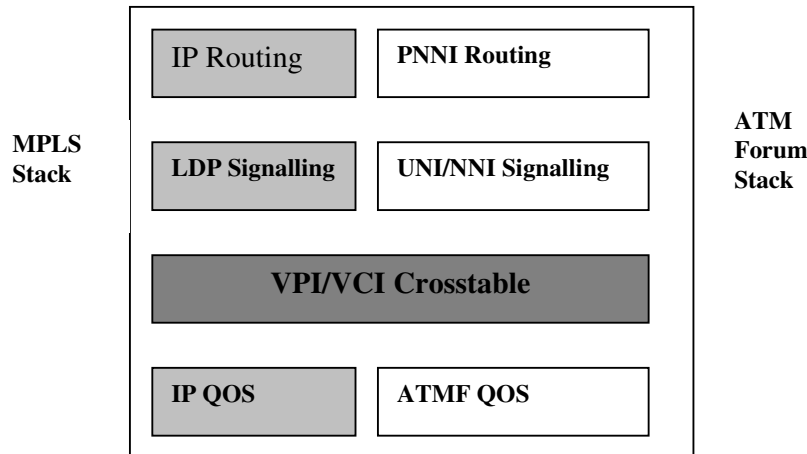 IP Routing
PNNI Routing
MPLS
Stack
ATM
Forum
Stack
LDP Signalling
UNI/NNI Signalling
VPI/VCI Crosstable
IP QOS
ATMF QOS